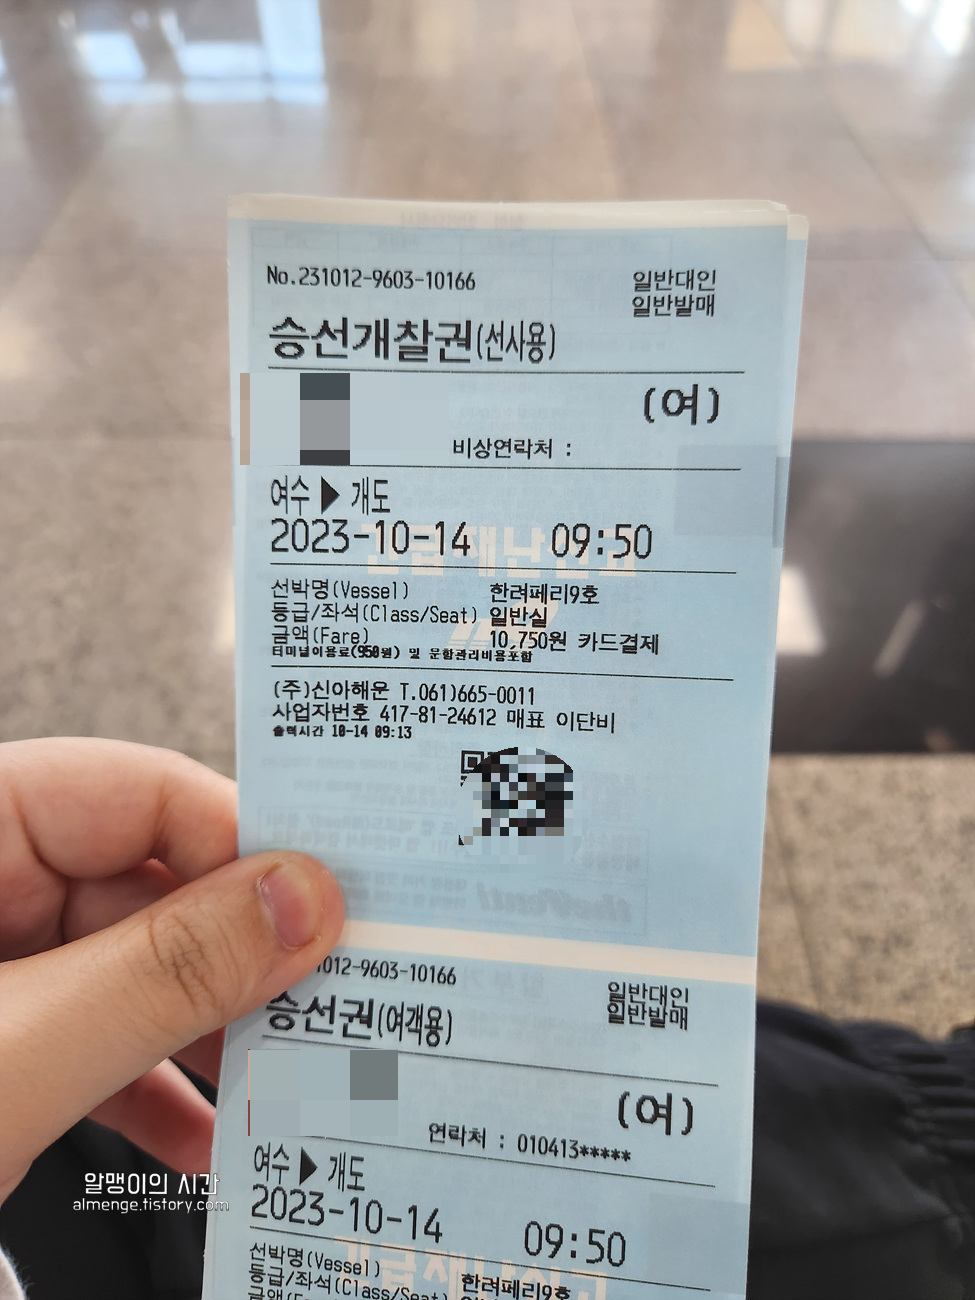 No.231012-9603-10166
일반대인
일반발매
승선개찰권(선사용)
(여)
비상연락처 :
여수 ▶ 개도
2023-10-14 09:50
선박명(Vessel) 한려페리9호
등급/좌석(Class/Seat) 일반실
금액(Fare) 10,750원 카드결제
터미널이용료(950원) 및 문항관리비용포함
(주)신아해운 T.061)665-0011
사업자번호 417-81-24612 매표 이단비
출력시간 10-14 09:13
1012-9603-10166
일반대인
일반발매
승선권(여객용)
(여)
연락처 : 010413*****
여수 ▶ 개도
2023-10-14 09:50
선박명(Vessel) 한려페리9호
등급/좌석(Class/Seat)
알맹이의 시간
almenge.tistory.com